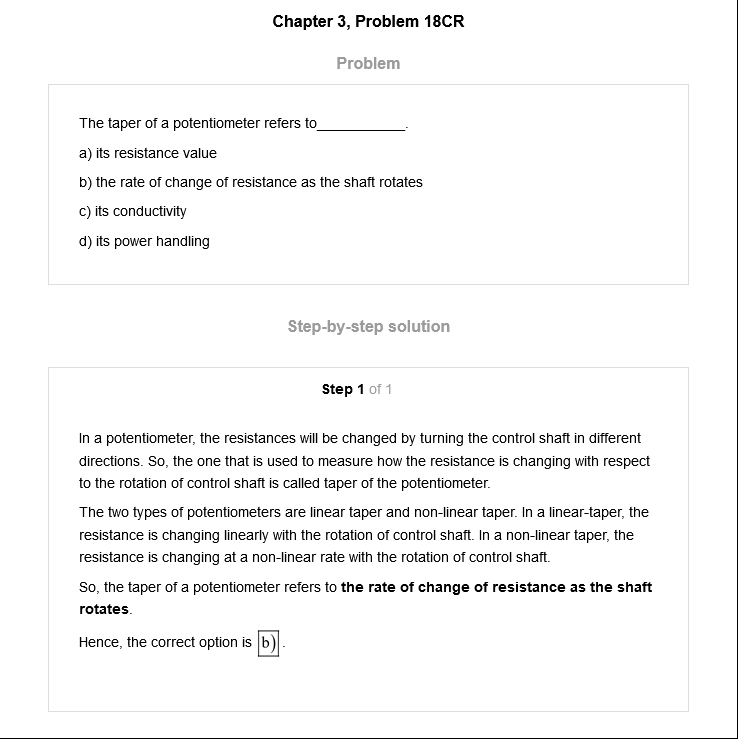 Chapter 3, Problem 18CR
Problem
The taper of a potentiometer refers to____________.
a) its resistance value
b) the rate of change of resistance as the shaft rotates
c) its conductivity
d) its power handling
Step-by-step solution
Step 1 of 1
In a potentiometer, the resistances will be changed by turning the control shaft in different
directions. So, the one that is used to measure how the resistance is changing with respect
to the rotation of control shaft is called taper of the potentiometer.
The two types of potentiometers are linear taper and non-linear taper. In a linear-taper, the
resistance is changing linearly with the rotation of control shaft. In a non-linear taper, the
resistance is changing at a non-linear rate with the rotation of control shaft.
So, the taper of a potentiometer refers to the rate of change of resistance as the shaft
rotates.
Hence, the correct option is b).